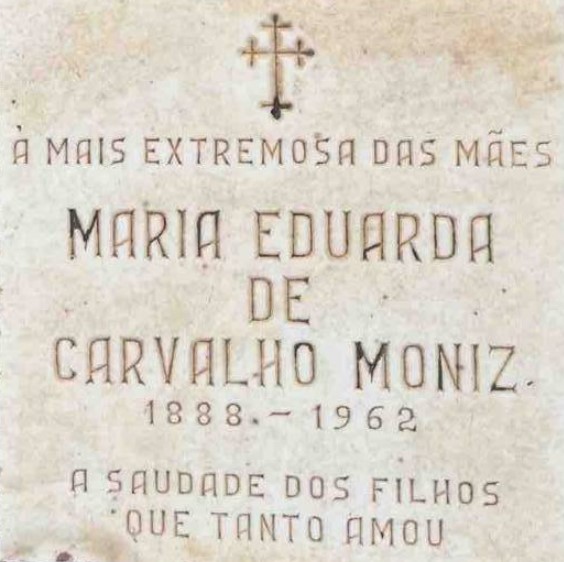 À MAIS EXTREMOSA DAS MÃES
MARIA EDUARDA
DE
CARVALHO MONIZ.
1888.-1962
A SAUDADE DOS FILHOS
QUE TANTO AMOU